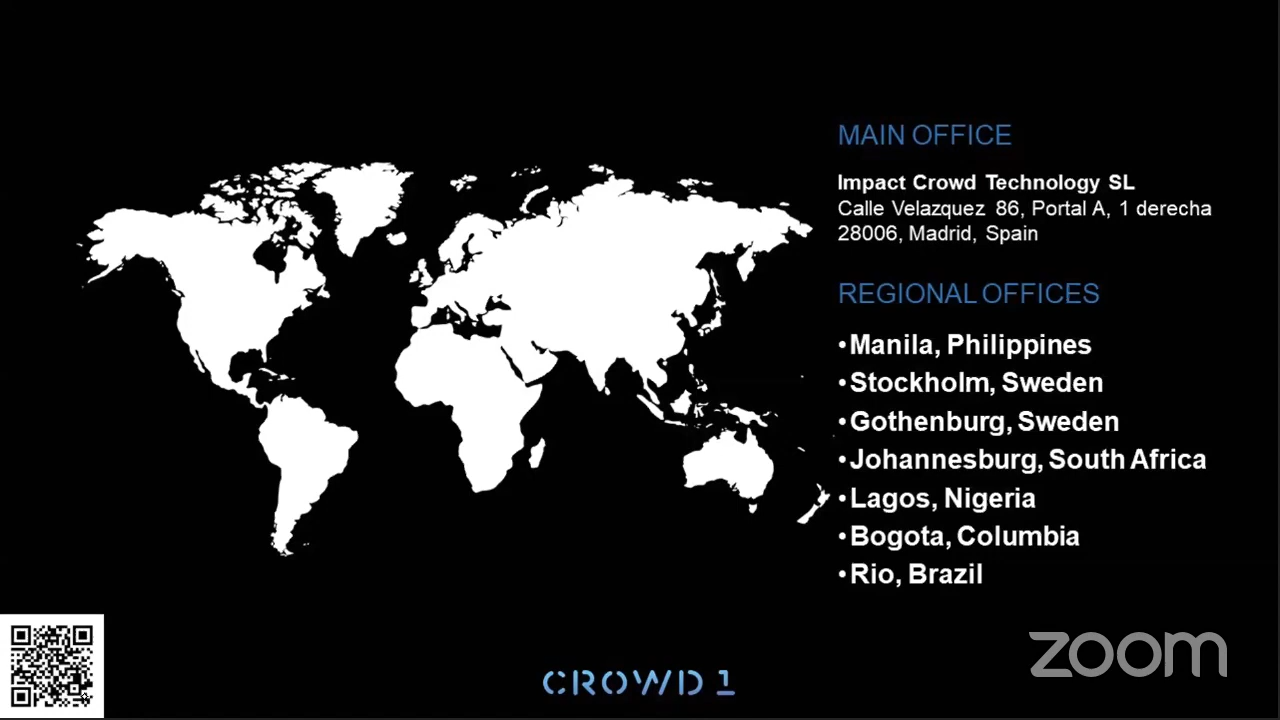 MAIN OFFICE
Impact Crowd Technology SL
Calle Velazquez 86, Portal A, 1 derecha
28006, Madrid, Spain
REGIONAL OFFICES
•Manila, Philippines
•Stockholm, Sweden
•Gothenburg, Sweden
•Johannesburg, South Africa
•Lagos, Nigeria
•Bogota, Columbia
•Rio, Brazil
zoom
CROWD 1